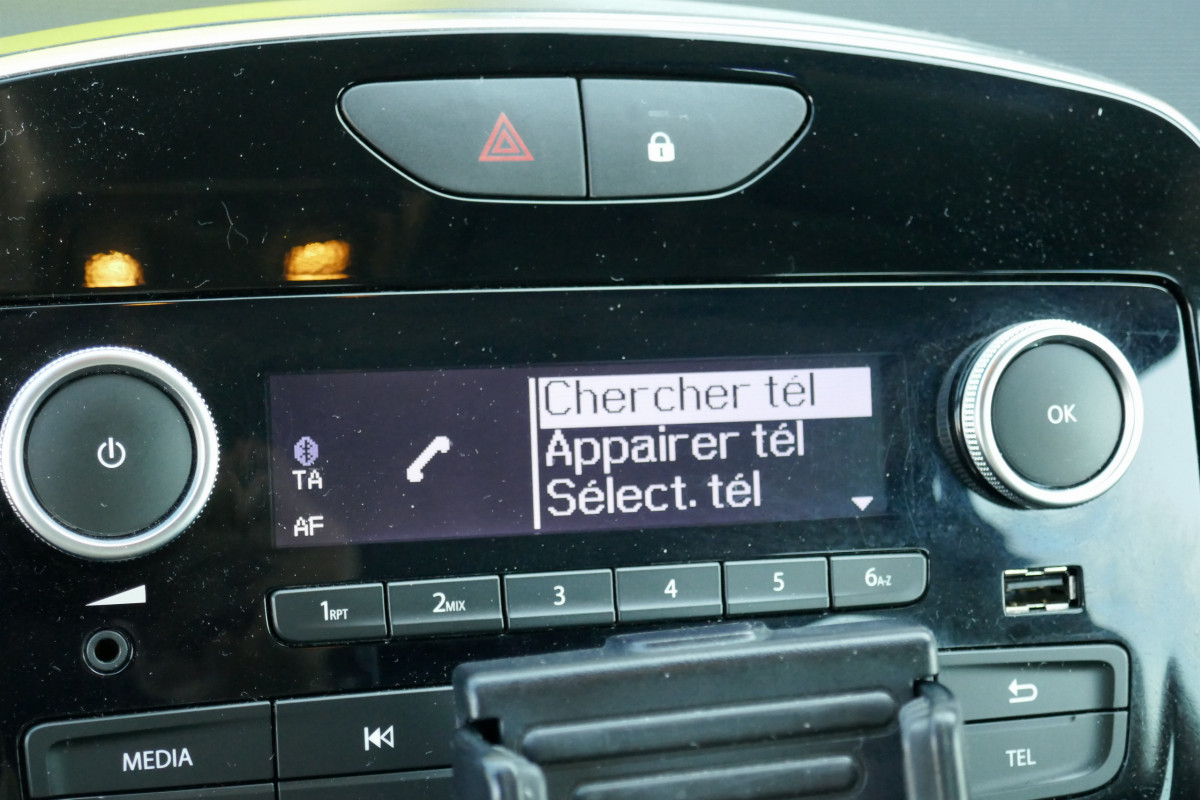 Chercher tél
Appairer tél
Sélect. tél
TA
AF
OK
1RPT
2MIX
3
4
5
6A-Z
MEDIA
TEL